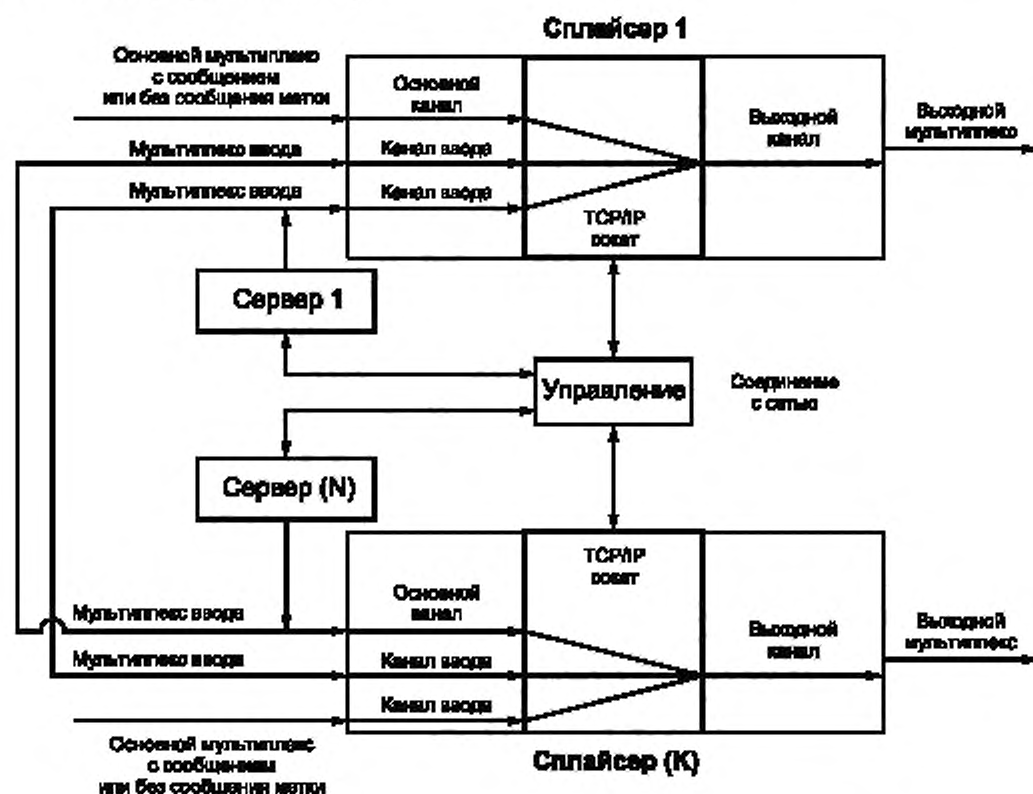 Сплайсер 1
Основной мультиплекс
с сообщением
или без сообщения метки
Основной
канал
Выходной
канал
Выходной
мультиплекс
Мультиплекс ввода
Канал ввода
Мультиплекс ввода
Канал ввода
TCP/IP
сокет
Сервер 1
Управление
Соединение
с сетью
Сервер (N)
TCP/IP
сокет
Мультиплекс ввода
Основной
канал
Выходной
канал
Выходной
мультиплекс
Мультиплекс ввода
Канал ввода
Канал ввода
Основной мультиплекс
с сообщением
или без сообщения метки
Сплайсер (K)